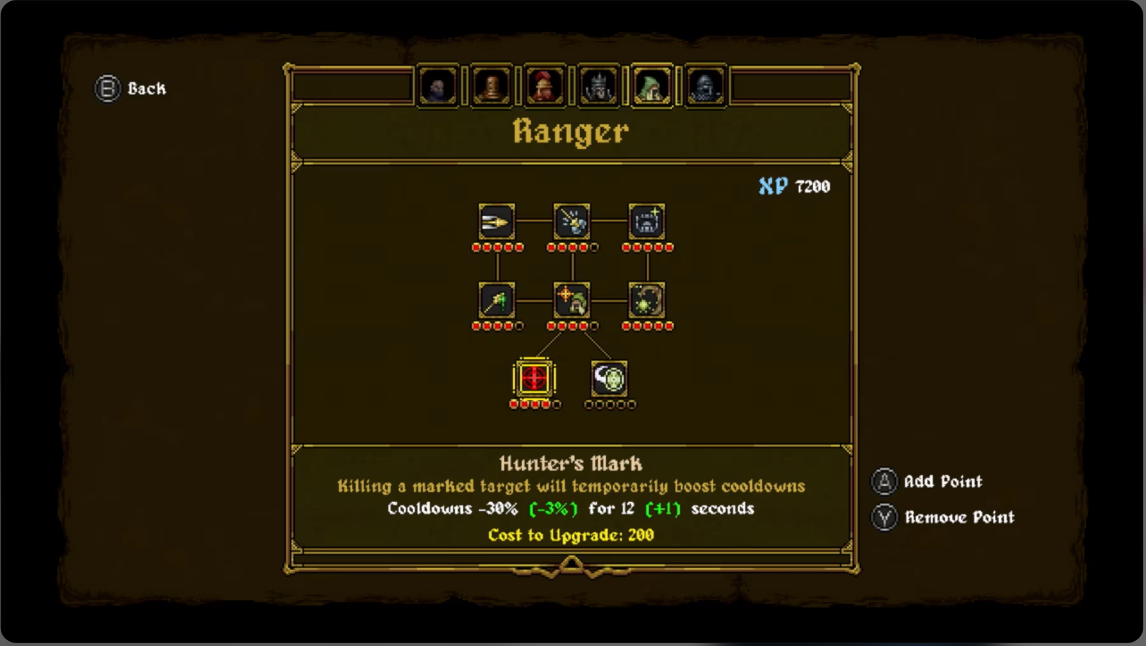 B Back
Ranger
XP 7200
Hunter's Mark
Killing a marked target will temporarily boost cooldowns
Cooldowns -30% (-3%) for 12 (+1) seconds
Cost to Upgrade: 200
A Add Point
Y Remove Point